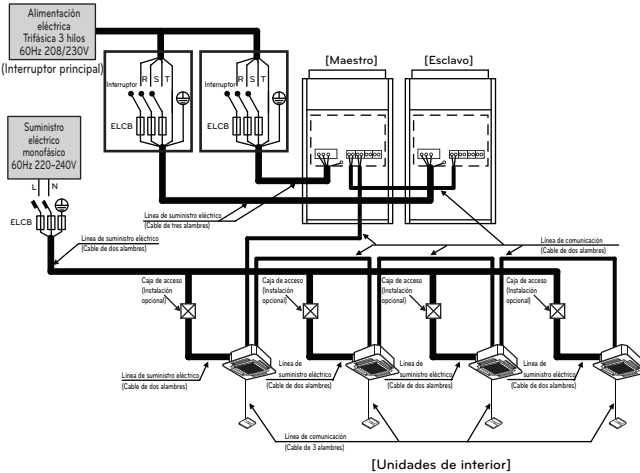 Alimentación
eléctrica
Trifásica 3 hilos
60Hz 208/230V
(Interruptor principal)
Interruptor
R S T
ELCB
Interruptor
R S T
ELCB
[Maestro]
[Esclavo]
Suministro
eléctrico
monofásico
60Hz 220-240V
L N
ELCB
Línea de suministro eléctrico
(Cable de tres alambres)
Línea de suministro eléctrico
(Cable de dos alambres)
Línea de comunicación
(Cable de dos alambres)
Caja de acceso
(Instalación
opcional)
Caja de acceso
(Instalación
opcional)
Caja de acceso
(Instalación
opcional)
Caja de acceso
(Instalación
opcional)
Línea de suministro eléctrico
(Cable de dos alambres)
Línea de
suministro eléctrico
(Cable de dos alambres)
Línea de
suministro eléctrico
(Cable de dos alambres)
Línea de
suministro eléctrico
(Cable de dos alambres)
Línea de comunicación
(Cable de 3 alambres)
[Unidades de interior]